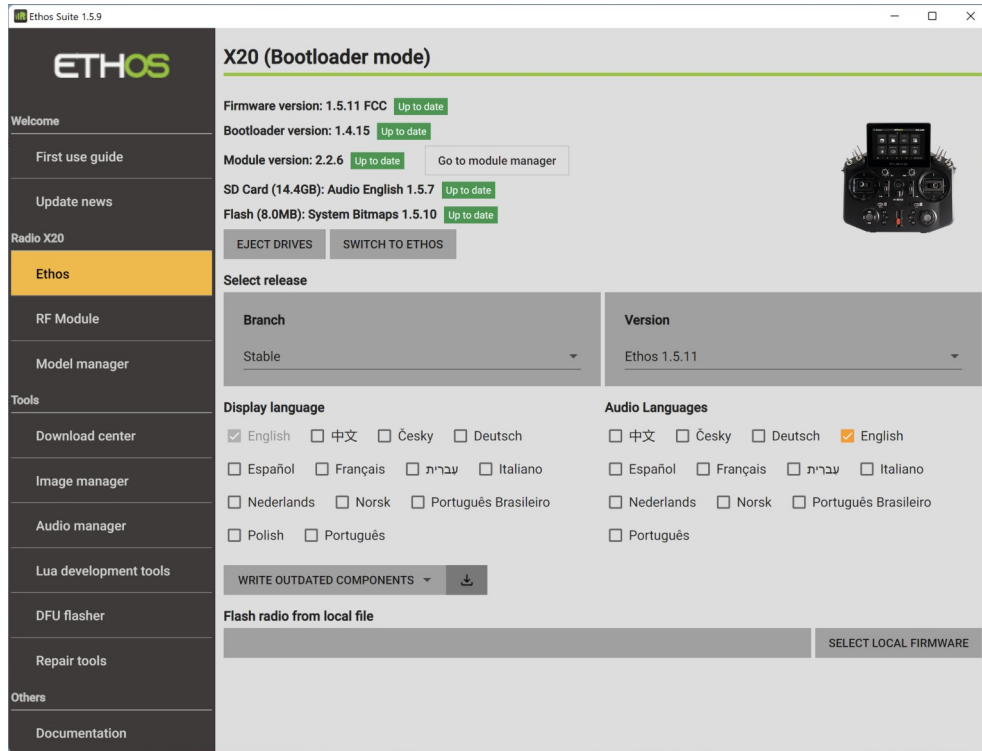 Ethos Suite 1.5.9
ETHOS
Welcome
First use guide
Update news
Radio X20
Ethos
RF Module
Model manager
Tools
Download center
Image manager
Audio manager
Lua development tools
DFU flasher
Repair tools
Others
Documentation
X20 (Bootloader mode)
Firmware version: 1.5.11 FCC Up to date
Bootloader version: 1.4.15 Up to date
Module version: 2.2.6 Up to date Go to module manager
SD Card (14.4GB): Audio English 1.5.7 Up to date
Flash (8.0MB): System Bitmaps 1.5.10 Up to date
EJECT DRIVES SWITCH TO ETHOS
Select release
Branch
Stable
Version
Ethos 1.5.11
Display language
English 中文 Česky Deutsch
Español Français עברית Italiano
Nederlands Norsk Português Brasileiro
Polish Português
Audio Languages
中文 Česky Deutsch English
Español Français עברית Italiano
Nederlands Norsk Português Brasileiro
Português
WRITE OUTDATED COMPONENTS
Flash radio from local file
SELECT LOCAL FIRMWARE